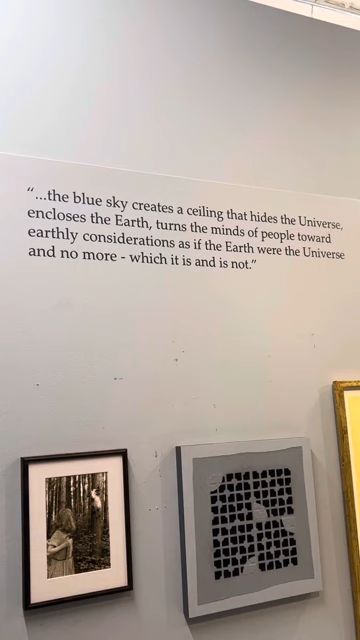 “...the blue sky creates a ceiling that hides the Universe,
encloses the Earth, turns the minds of people toward
earthly considerations as if the Earth were the Universe
and no more - which it is and is not.”